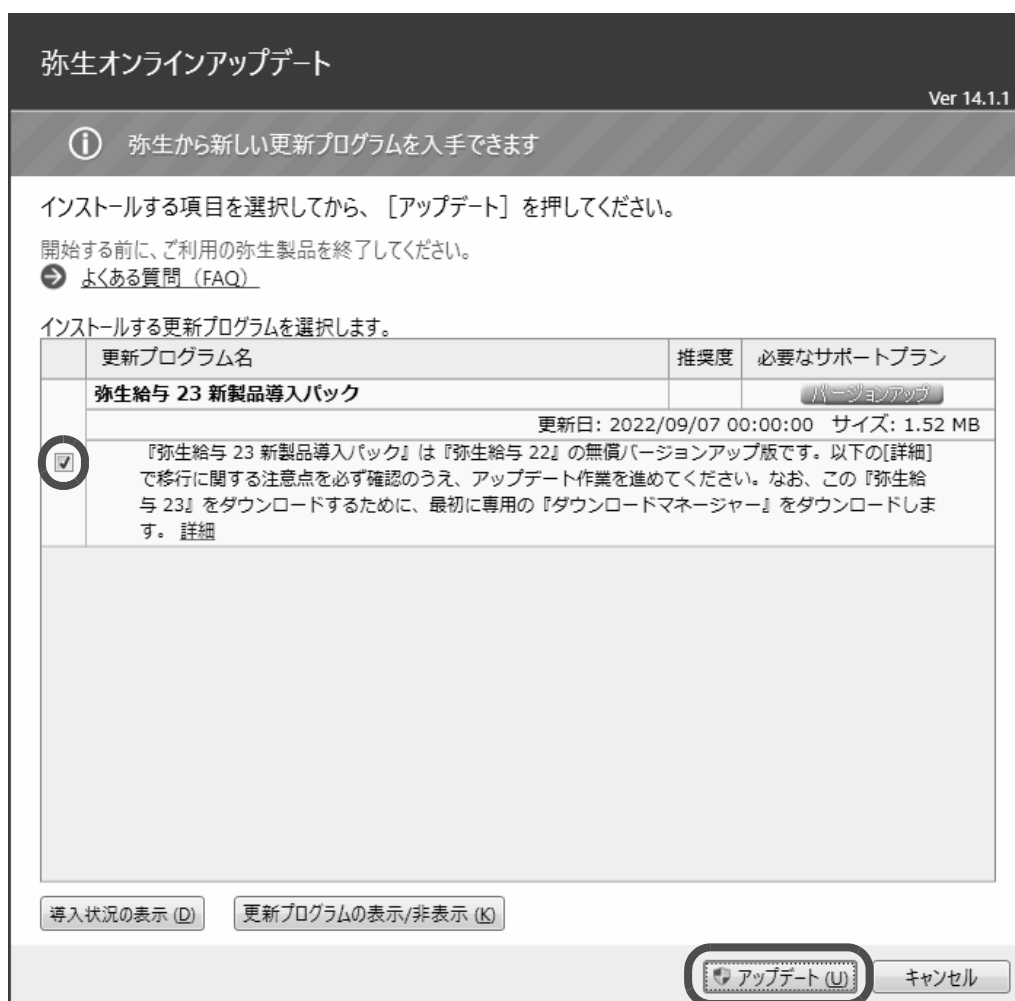 弥生オンラインアップデート
Ver 14.1.1
弥生から新しい更新プログラムを入手できます
インストールする項目を選択してから、［アップデート］を押してください。
開始する前に、ご利用の弥生製品を終了してください。
よくある質問（FAQ）
インストールする更新プログラムを選択します。
更新プログラム名 推奨度 必要なサポートプラン
弥生給与 23 新製品導入パック バージョンアップ
更新日: 2022/09/07 00:00:00 サイズ: 1.52 MB
『弥生給与 23 新製品導入パック』は『弥生給与 22』の無償バージョンアップ版です。以下の[詳細]
で移行に関する注意点を必ず確認のうえ、アップデート作業を進めてください。なお、この『弥生給
与 23』をダウンロードするために、最初に専用の『ダウンロードマネージャー』をダウンロードしま
す。 詳細
導入状況の表示 (D) 更新プログラムの表示/非表示 (K)
アップデート (U) キャンセル